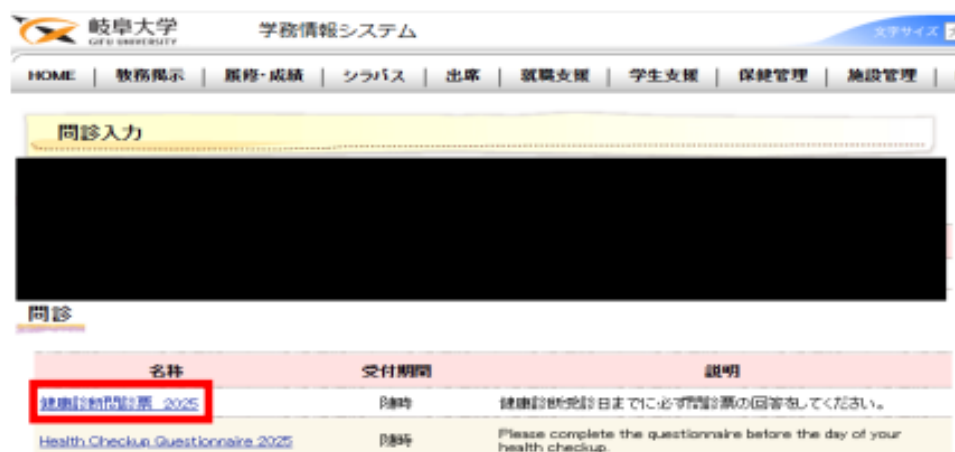 岐阜大学 学務情報システム 文字サイズ
GIFU UNIVERSITY
HOME | 教務掲示 | 履修・成績 | シラバス | 出席 | 就職支援 | 学生支援 | 保健管理 | 施設管理 |
問診入力
問診
名称 受付期間 説明
健康診断問診票 2025 随時 健康診断受診日までに必ず問診票の回答をしてください。
Health Checkup Questionnaire 2025 随時 Please complete the questionnaire before the day of your
health checkup.